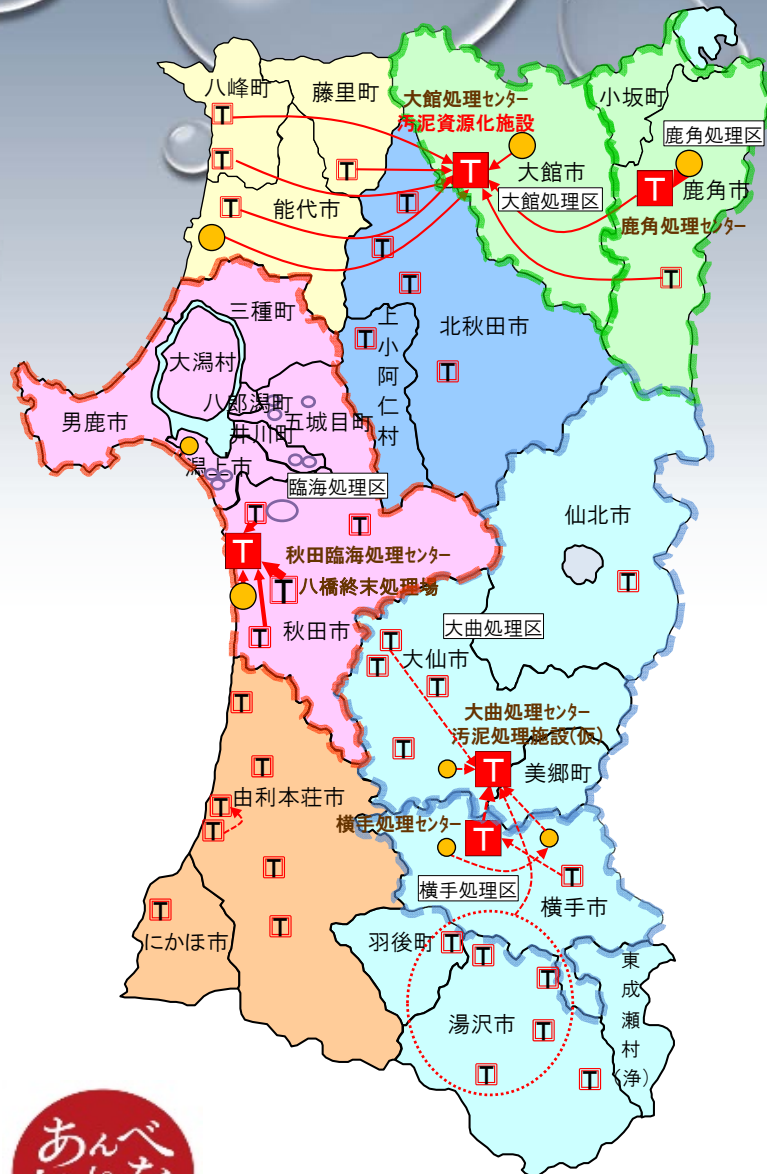 八峰町
藤里町
大館処理センター
汚泥資源化施設
小坂町
鹿角処理区
T
T
T
大館市
T
鹿角市
T
大館処理区
T
能代市
T
鹿角処理センター
T
T
T
三種町
上小阿仁村
北秋田市
T
大潟村
T
八郎潟町
男鹿市
五城目町
井川町
潟上市
臨海処理区
T
T
仙北市
T
秋田臨海処理センター
T
T
八橋終末処理場
T
秋田市
大曲処理区
T
T
大仙市
T
T
大曲処理センター
汚泥処理施設(仮)
T
T
T
美郷町
由利本荘市
T
T
横手処理センター
T
T
T
横手処理区
横手市
T
にかほ市
T
羽後町
T
T
T
東成瀬村(浄)
湯沢市
T
T
T
あんべ